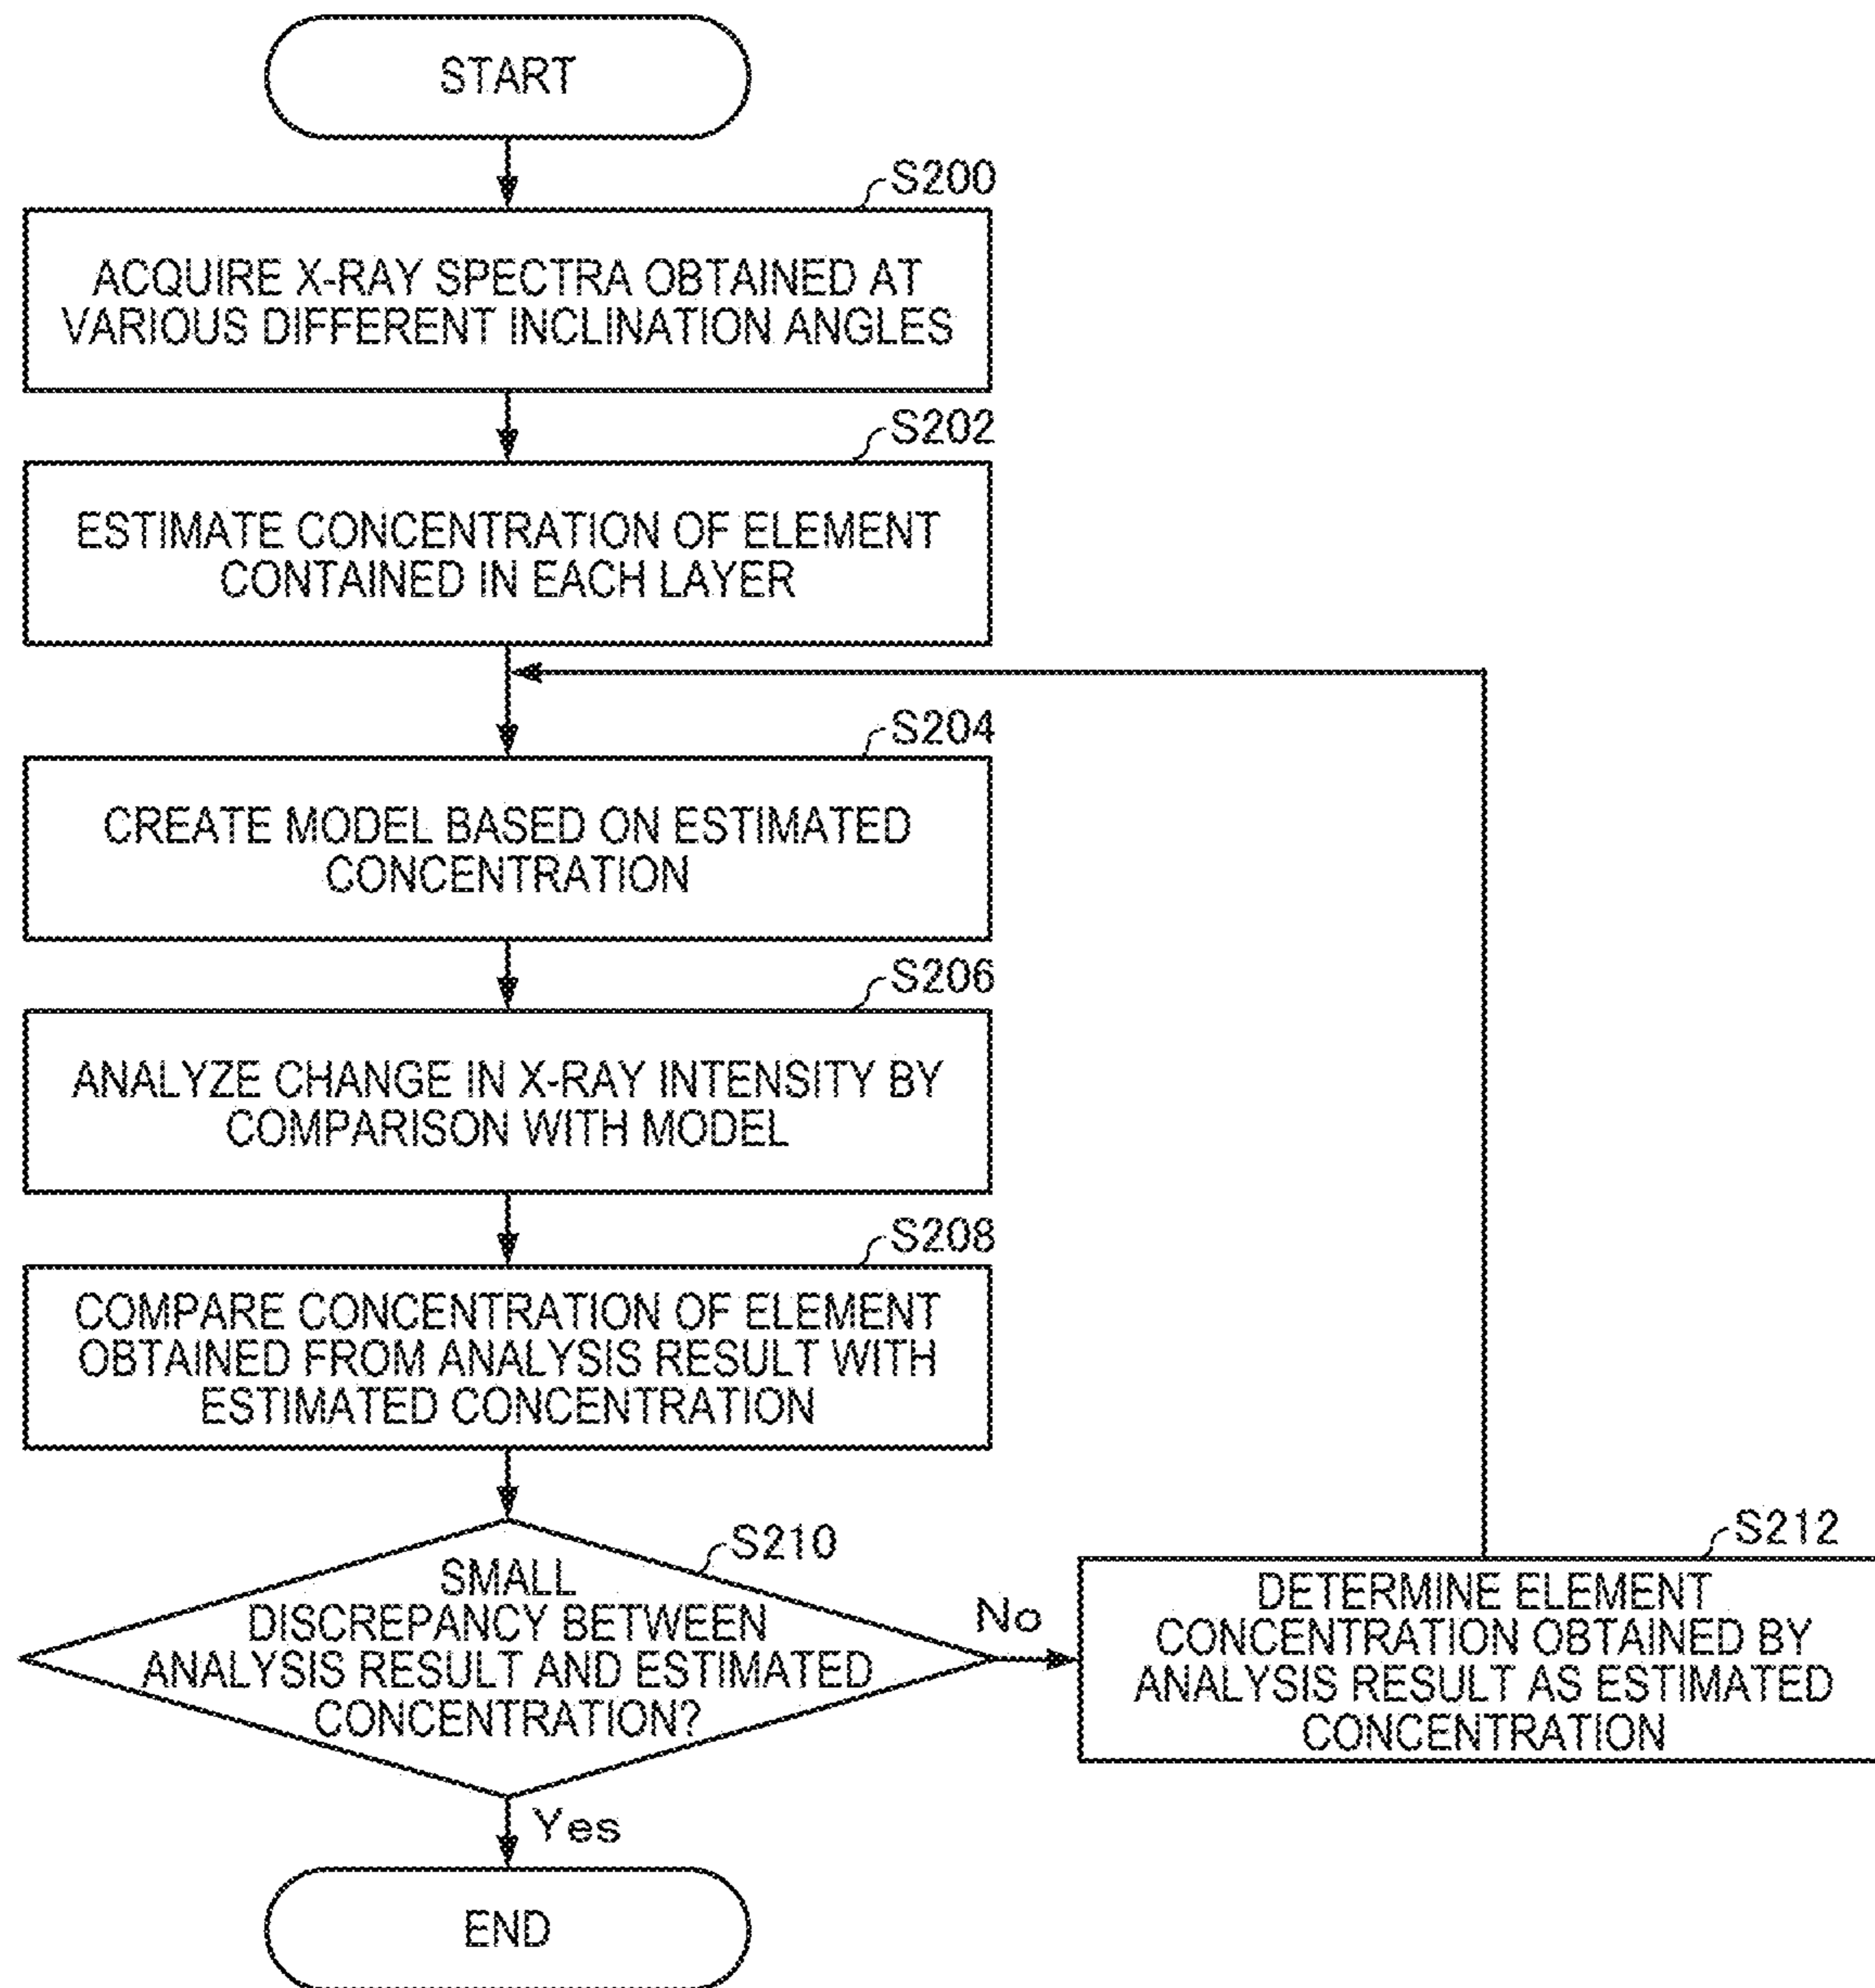 START
S200
ACQUIRE X-RAY SPECTRA OBTAINED AT
VARIOUS DIFFERENT INCLINATION ANGLES
S202
ESTIMATE CONCENTRATION OF ELEMENT
CONTAINED IN EACH LAYER
S204
CREATE MODEL BASED ON ESTIMATED
CONCENTRATION
S206
ANALYZE CHANGE IN X-RAY INTENSITY BY
COMPARISON WITH MODEL
S208
COMPARE CONCENTRATION OF ELEMENT
OBTAINED FROM ANALYSIS RESULT WITH
ESTIMATED CONCENTRATION
S210
SMALL
DISCREPANCY BETWEEN
ANALYSIS RESULT AND ESTIMATED
CONCENTRATION?
No
S212
DETERMINE ELEMENT
CONCENTRATION OBTAINED BY
ANALYSIS RESULT AS ESTIMATED
CONCENTRATION
Yes
END